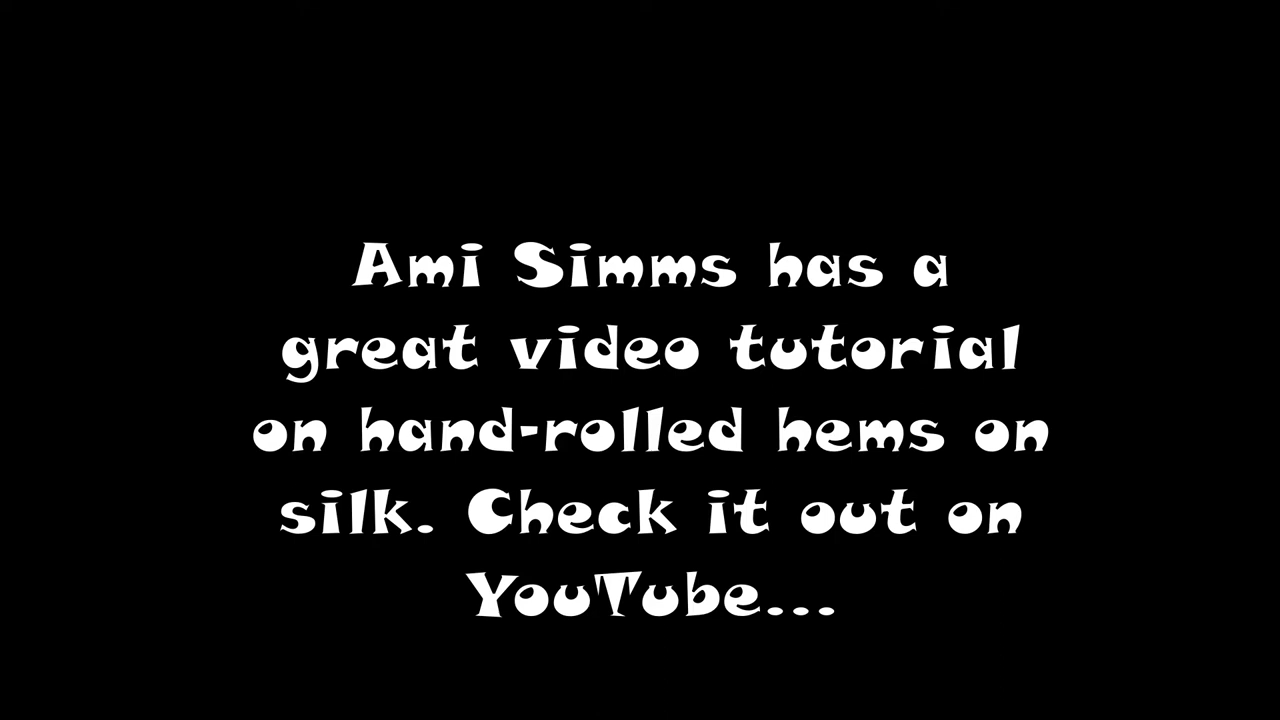 Ami Simms has a
great video tutorial
on hand-rolled hems on
silk. Check it out on
YouTube...